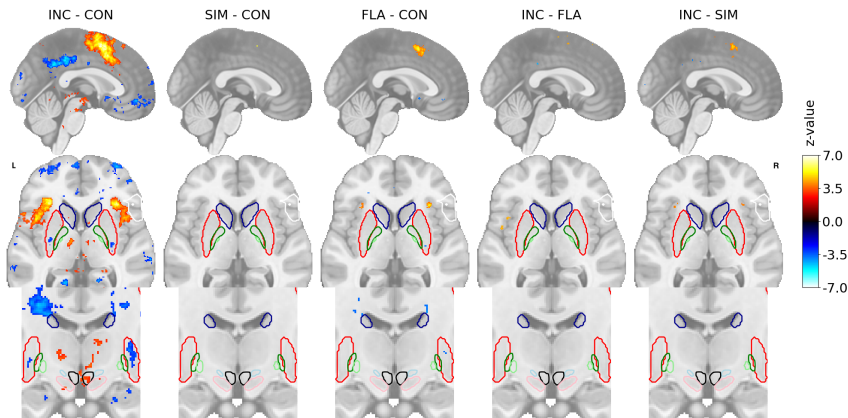 INC - CON
SIM - CON
FLA - CON
INC - FLA
INC - SIM
L
R
z-value
7.0
3.5
0.0
-3.5
-7.0